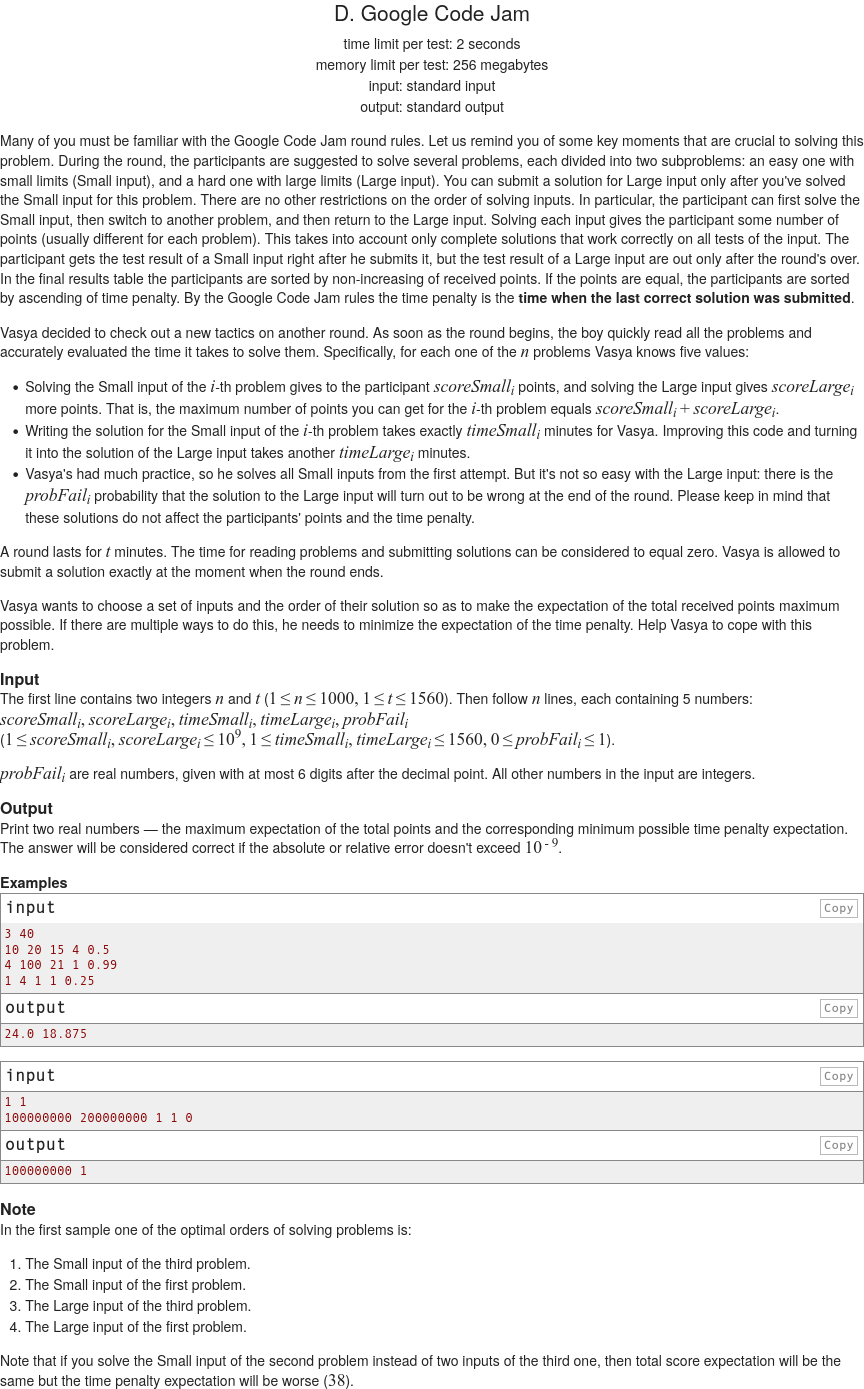 D. Google Code Jam
time limit per test: 2 seconds
memory limit per test: 256 megabytes
input: standard input
output: standard output
Many of you must be familiar with the Google Code Jam round rules. Let us remind you of some key moments that are crucial to solving this
problem. During the round, the participants are suggested to solve several problems, each divided into two subproblems: an easy one with
small limits (Small input), and a hard one with large limits (Large input). You can submit a solution for Large input only after you've solved
the Small input for this problem. There are no other restrictions on the order of solving inputs. In particular, the participant can first solve the
Small input, then switch to another problem, and then return to the Large input. Solving each input gives the participant some number of
points (usually different for each problem). This takes into account only complete solutions that work correctly on all tests of the input. The
participant gets the test result of a Small input right after he submits it, but the test result of a Large input are out only after the round's over.
In the final results table the participants are sorted by non-increasing of received points. If the points are equal, the participants are sorted
by ascending of time penalty. By the Google Code Jam rules the time penalty is the time when the last correct solution was submitted.
Vasya decided to check out a new tactics on another round. As soon as the round begins, the boy quickly read all the problems and
accurately evaluated the time it takes to solve them. Specifically, for each one of the n problems Vasya knows five values:
• Solving the Small input of the i-th problem gives to the participant scoreSmall_i points, and solving the Large input gives scoreLarge_i
more points. That is, the maximum number of points you can get for the i-th problem equals scoreSmall_i + scoreLarge_i.
• Writing the solution for the Small input of the i-th problem takes exactly timeSmall_i minutes for Vasya. Improving this code and turning
it into the solution of the Large input takes another timeLarge_i minutes.
• Vasya's had much practice, so he solves all Small inputs from the first attempt. But it's not so easy with the Large input: there is the
probFail_i probability that the solution to the Large input will turn out to be wrong at the end of the round. Please keep in mind that
these solutions do not affect the participants' points and the time penalty.
A round lasts for t minutes. The time for reading problems and submitting solutions can be considered to equal zero. Vasya is allowed to
submit a solution exactly at the moment when the round ends.
Vasya wants to choose a set of inputs and the order of their solution so as to make the expectation of the total received points maximum
possible. If there are multiple ways to do this, he needs to minimize the expectation of the time penalty. Help Vasya to cope with this
problem.
Input
The first line contains two integers n and t (1 ≤ n ≤ 1000, 1 ≤ t ≤ 1560). Then follow n lines, each containing 5 numbers:
scoreSmall_i, scoreLarge_i, timeSmall_i, timeLarge_i, probFail_i
(1 ≤ scoreSmall_i, scoreLarge_i ≤ 10^9, 1 ≤ timeSmall_i, timeLarge_i ≤ 1560, 0 ≤ probFail_i ≤ 1).
probFail_i are real numbers, given with at most 6 digits after the decimal point. All other numbers in the input are integers.
Output
Print two real numbers — the maximum expectation of the total points and the corresponding minimum possible time penalty expectation.
The answer will be considered correct if the absolute or relative error doesn't exceed 10^-9.
Examples
input Copy
3 40
10 20 15 4 0.5
4 100 21 1 0.99
1 4 1 1 0.25
output Copy
24.0 18.875
input Copy
1 1
100000000 200000000 1 1 0
output Copy
100000000 1
Note
In the first sample one of the optimal orders of solving problems is:
1. The Small input of the third problem.
2. The Small input of the first problem.
3. The Large input of the third problem.
4. The Large input of the first problem.
Note that if you solve the Small input of the second problem instead of two inputs of the third one, then total score expectation will be the
same but the time penalty expectation will be worse (38).